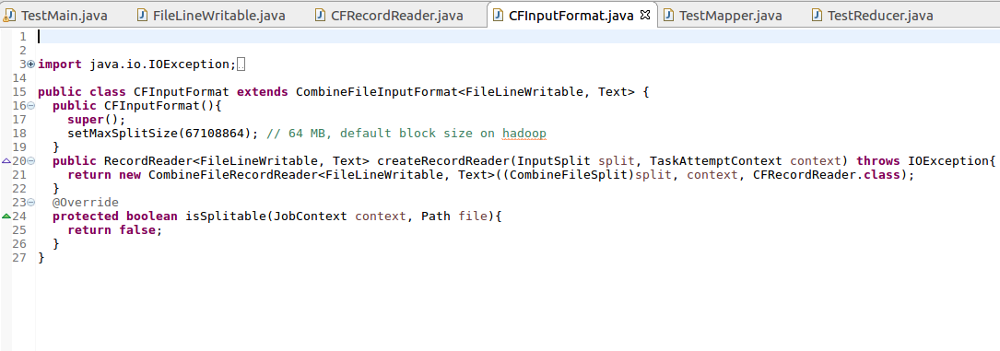 TestMain.java FileLineWritable.java CFRecordReader.java CFInputFormat.java TestMapper.java TestReducer.java
1
2
3 import java.io.IOException;
14
15 public class CFInputFormat extends CombineFileInputFormat<FileLineWritable, Text> {
16 public CFInputFormat(){
17 super();
18 setMaxSplitSize(67108864); // 64 MB, default block size on hadoop
19 }
20 public RecordReader<FileLineWritable, Text> createRecordReader(InputSplit split, TaskAttemptContext context) throws IOException{
21 return new CombineFileRecordReader<FileLineWritable, Text>((CombineFileSplit)split, context, CFRecordReader.class);
22 }
23 @Override
24 protected boolean isSplitable(JobContext context, Path file){
25 return false;
26 }
27 }